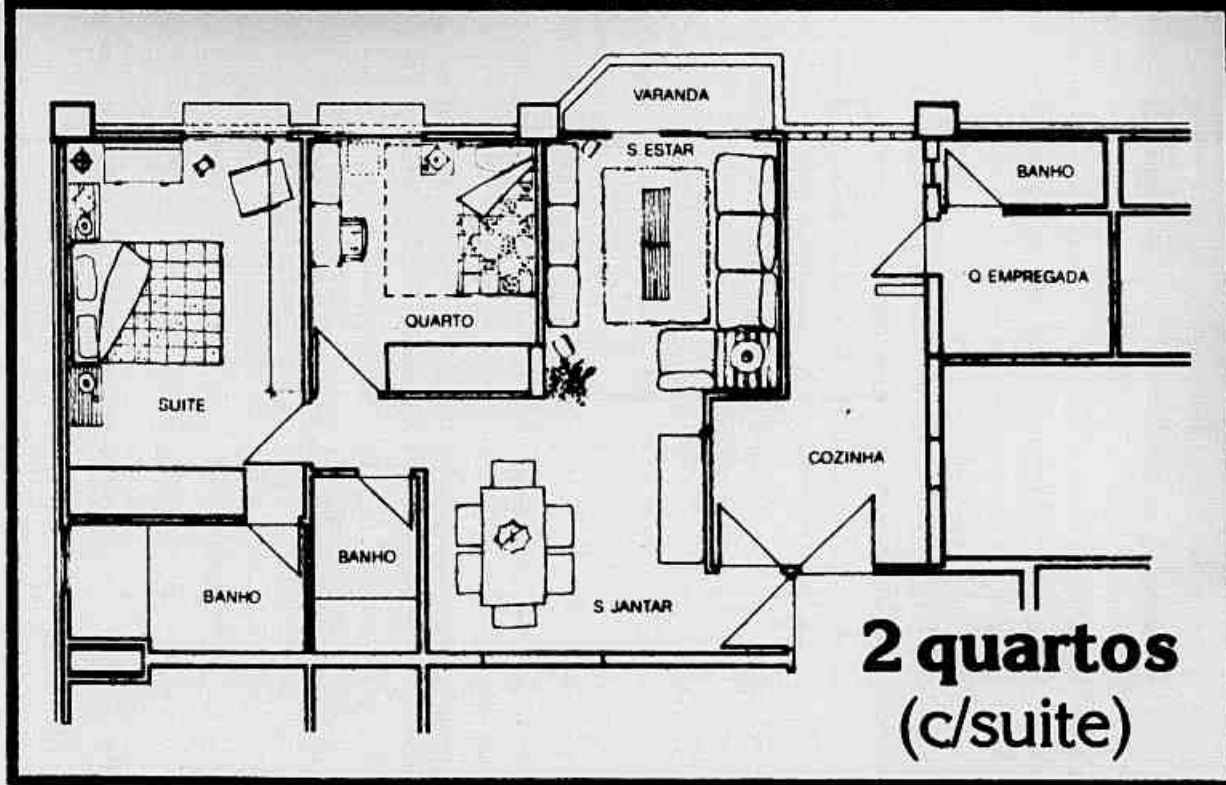 VARANDA
S. ESTAR
BANHO
Q EMPREGADA
QUARTO
SUITE
COZINHA
BANHO
BANHO
S. JANTAR
2 quartos
(c/suite)